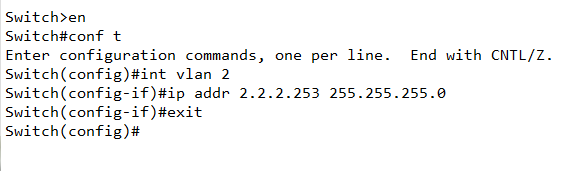 Switch>en
Switch#conf t
Enter configuration commands, one per line.  End with CNTL/Z.
Switch(config)#int vlan 2
Switch(config-if)#ip addr 2.2.2.253 255.255.255.0
Switch(config-if)#exit
Switch(config)#